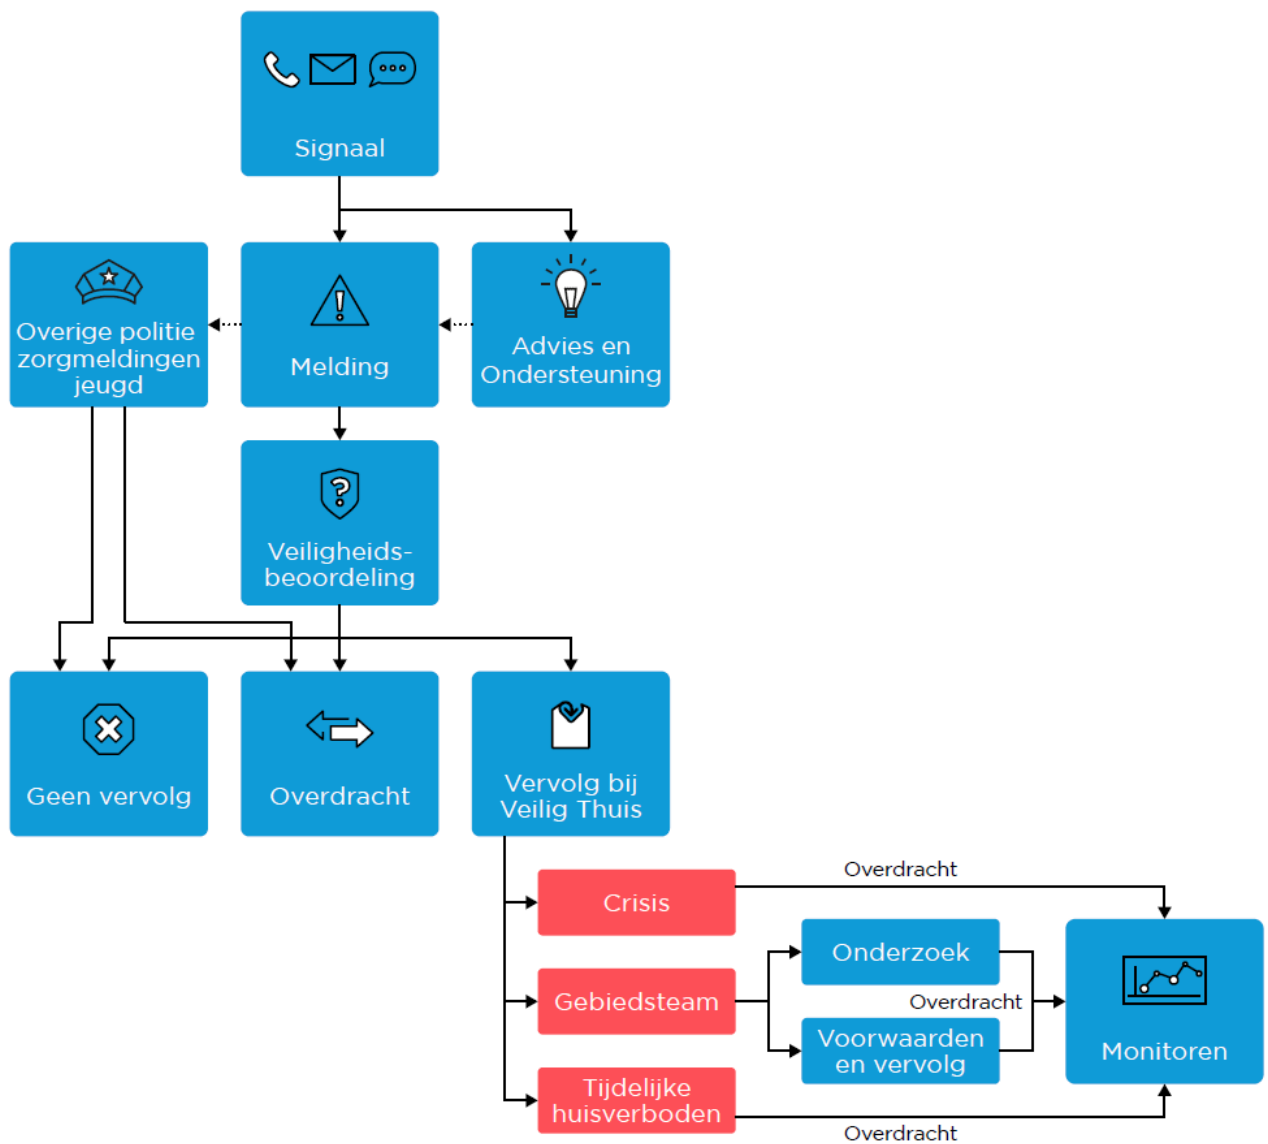 Signaal
Overige politie
zorgmeldingen
jeugd
Melding
Advies en
Ondersteuning
Veiligheids-
beoordeling
Geen vervolg
Overdracht
Vervolg bij
Veilig Thuis
Crisis
Overdracht
Gebiedsteam
Onderzoek
Overdracht
Voorwaarden
en vervolg
Monitoren
Tijdelijke
huisverboden
Overdracht